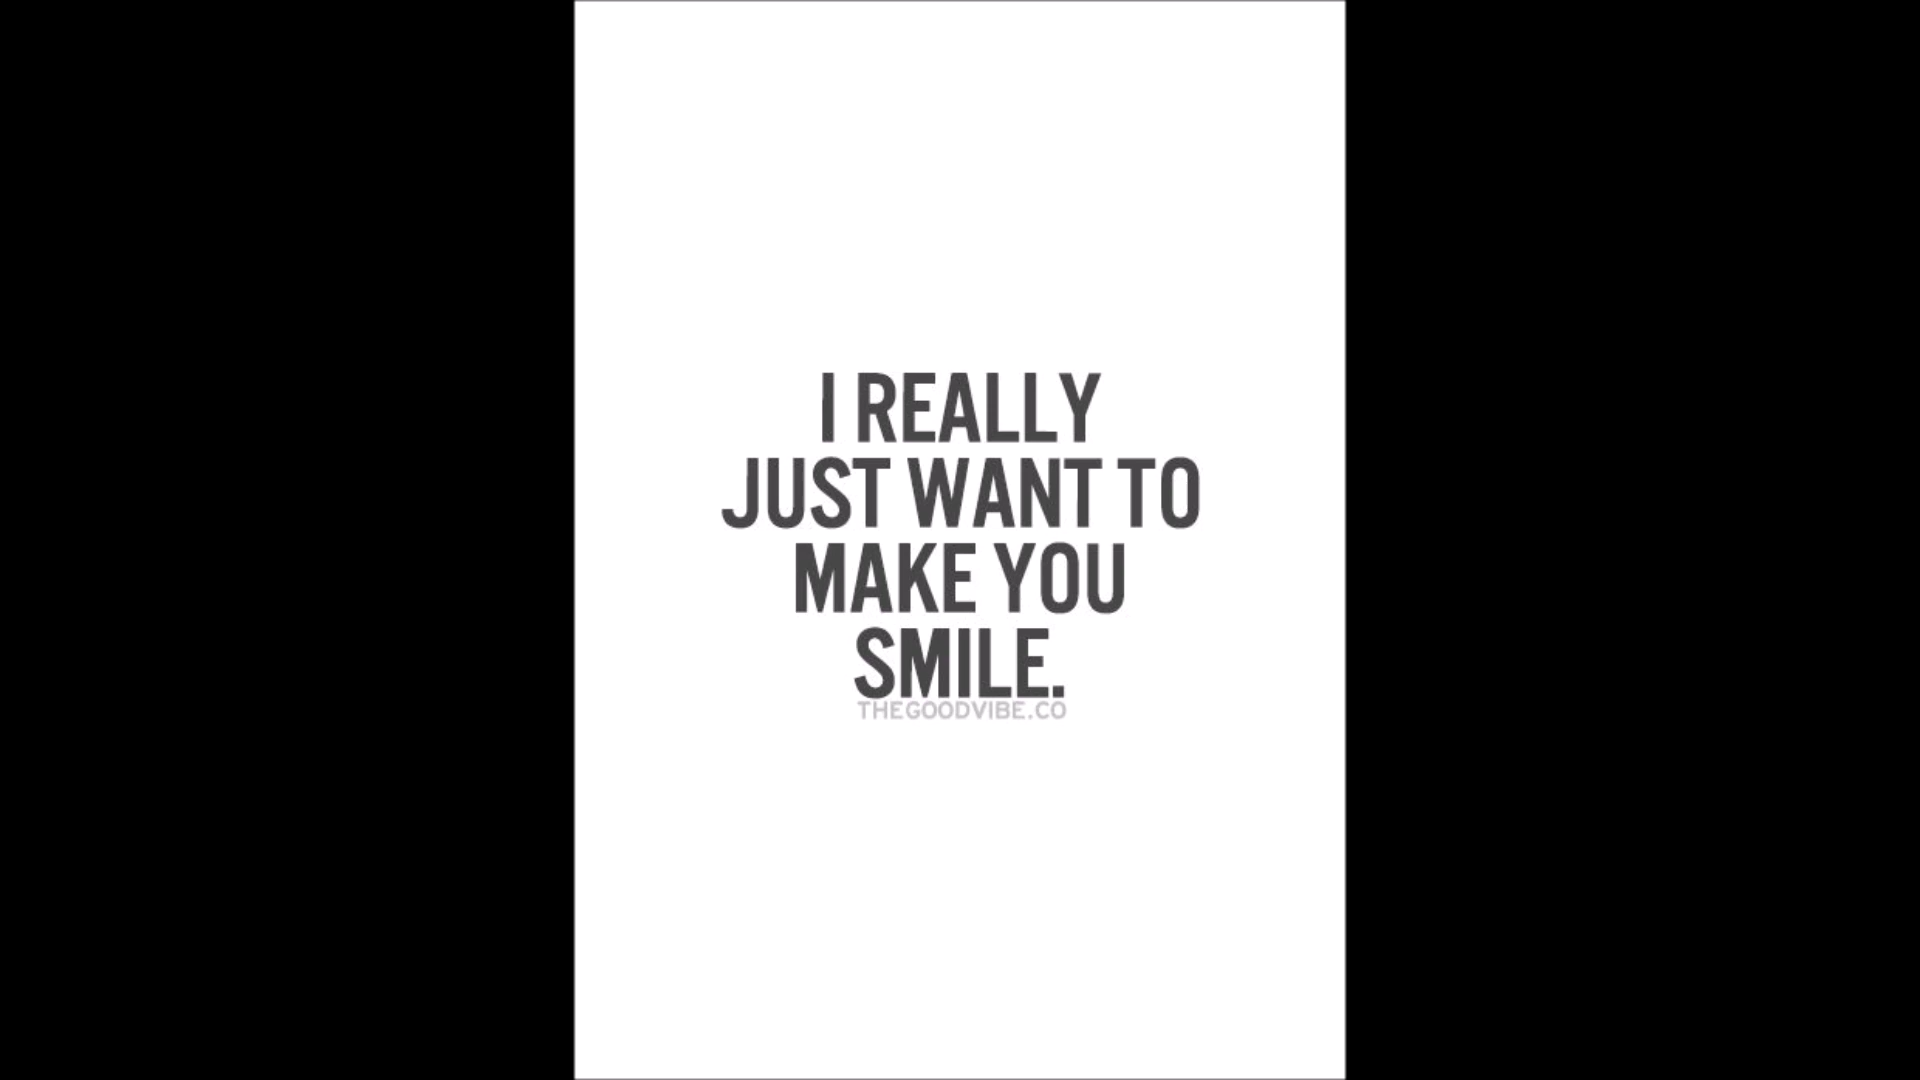 I REALLY
JUST WANT TO
MAKE YOU
SMILE.
THEGOODVIBE.CO